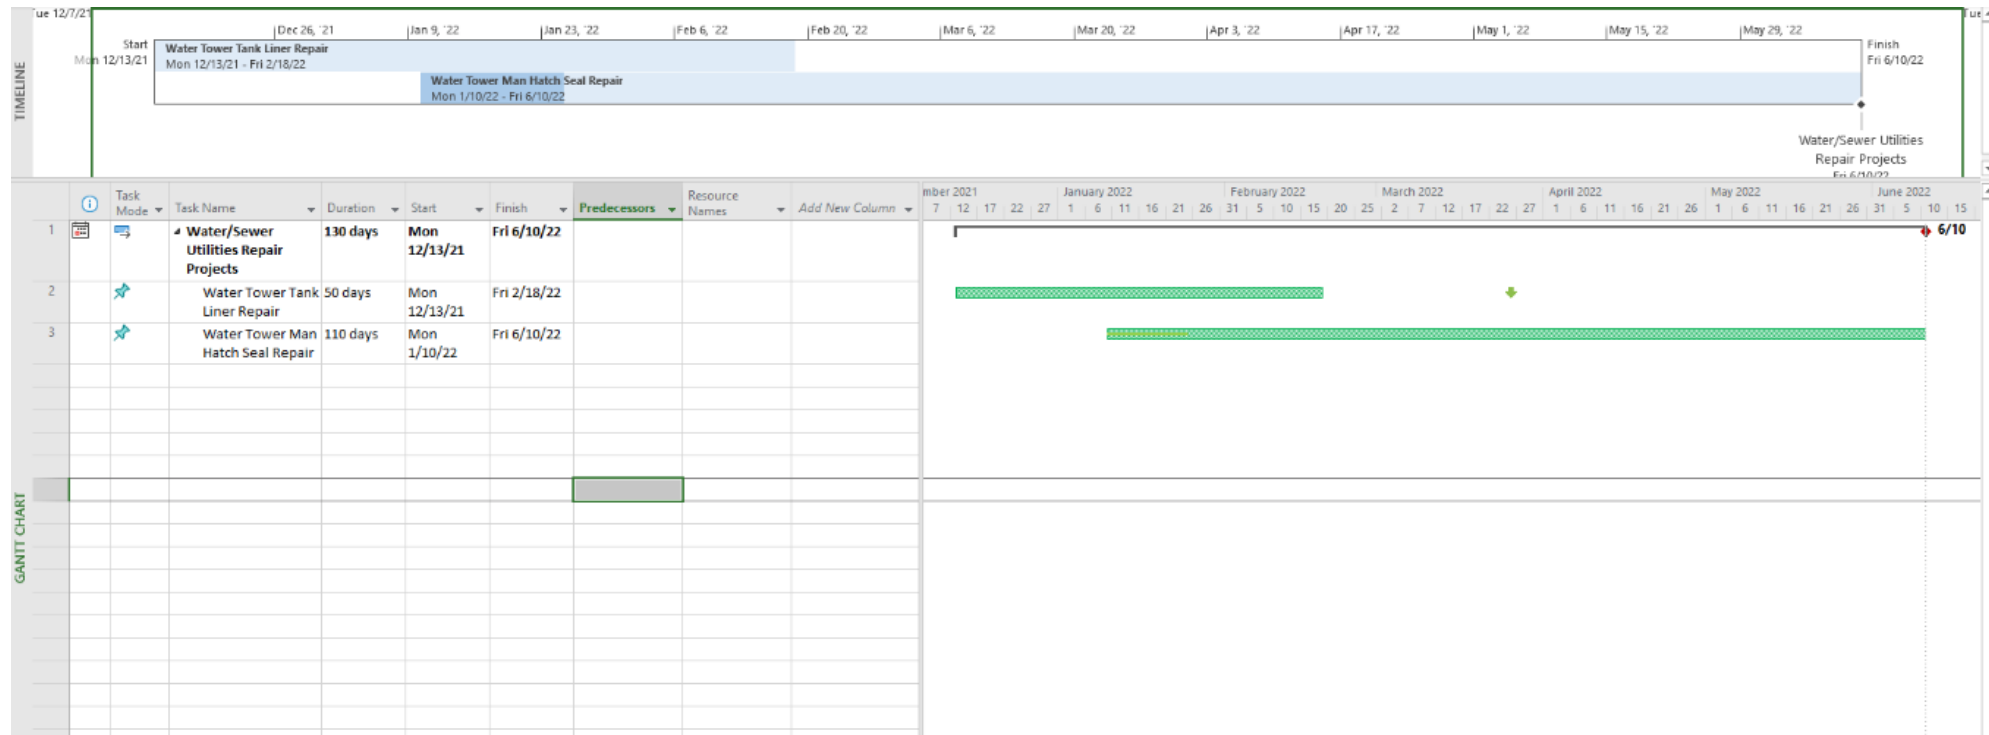 Tue 12/7/21
Tue
Dec 26, '21 Jan 9, '22 Jan 23, '22 Feb 6, '22 Feb 20, '22 Mar 6, '22 Mar 20, '22 Apr 3, '22 Apr 17, '22 May 1, '22 May 15, '22 May 29, '22
Start
Mon 12/13/21
Water Tower Tank Liner Repair
Mon 12/13/21 - Fri 2/18/22
Finish
Fri 6/10/22
Water Tower Man Hatch Seal Repair
Mon 1/10/22 - Fri 6/10/22
TIMELINE
Water/Sewer Utilities
Repair Projects
Fri 6/10/22
Task
Mode
Task Name Duration Start Finish Predecessors
Resource
Names
Add New Column
mber 2021 January 2022 February 2022 March 2022 April 2022 May 2022 June 2022
7 12 17 22 27 1 6 11 16 21 26 31 5 10 15 20 25 2 7 12 17 22 27 1 6 11 16 21 26 1 6 11 16 21 26 31 5 10 15
1 Water/Sewer 130 days Mon Fri 6/10/22 6/10
Utilities Repair 12/13/21
Projects
2 Water Tower Tank 50 days Mon Fri 2/18/22
Liner Repair 12/13/21
3 Water Tower Man 110 days Mon Fri 6/10/22
Hatch Seal Repair 1/10/22
GANTT CHART